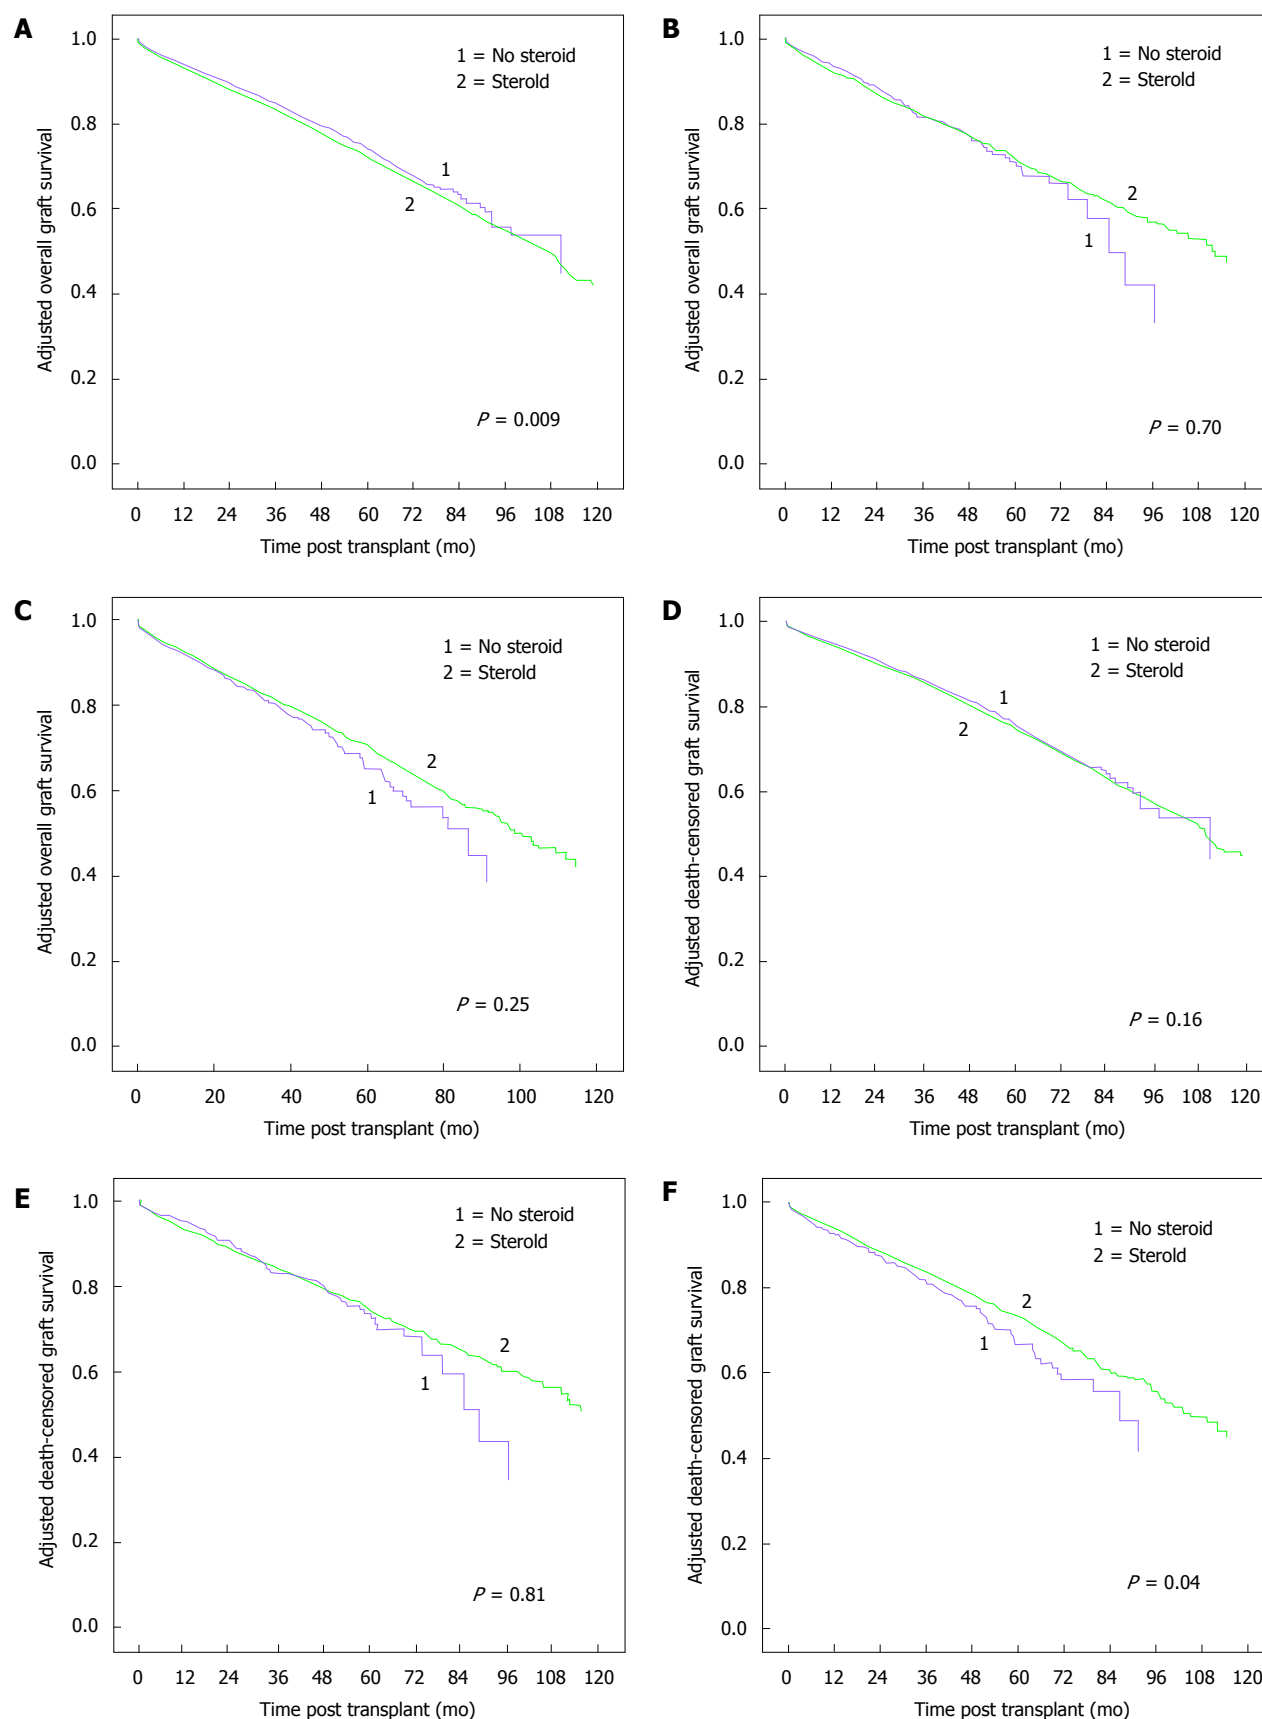 A
1.0
0.8
0.6
0.4
0.2
0.0
Adjusted overall graft survival
1 = No steroid
2 = Sterold
1
2
P = 0.009
0 12 24 36 48 60 72 84 96 108 120
Time post transplant (mo)
B
1.0
0.8
0.6
0.4
0.2
0.0
Adjusted overall graft survival
1 = No steroid
2 = Sterold
2
1
P = 0.70
0 12 24 36 48 60 72 84 96 108 120
Time post transplant (mo)
C
1.0
0.8
0.6
0.4
0.2
0.0
Adjusted overall graft survival
1 = No steroid
2 = Sterold
2
1
P = 0.25
0 20 40 60 80 100 120
Time post transplant (mo)
D
1.0
0.8
0.6
0.4
0.2
0.0
Adjusted death-censored graft survival
1 = No steroid
2 = Sterold
1
2
P = 0.16
0 12 24 36 48 60 72 84 96 108 120
Time post transplant (mo)
E
1.0
0.8
0.6
0.4
0.2
0.0
Adjusted death-censored graft survival
1 = No steroid
2 = Sterold
2
1
P = 0.81
0 12 24 36 48 60 72 84 96 108 120
Time post transplant (mo)
F
1.0
0.8
0.6
0.4
0.2
0.0
Adjusted death-censored graft survival
1 = No steroid
2 = Sterold
2
1
P = 0.04
0 12 24 36 48 60 72 84 96 108 120
Time post transplant (mo)